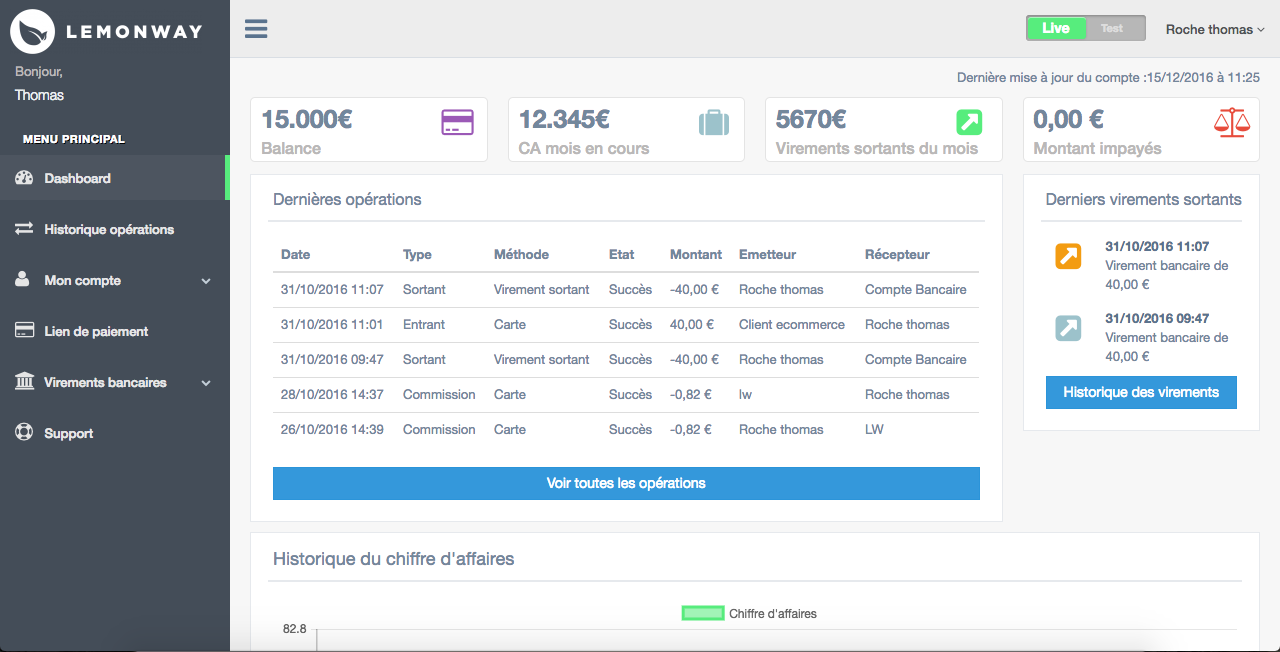 LEMONWAY
Bonjour,
Thomas
MENU PRINCIPAL
Dashboard
Historique opérations
Mon compte
Lien de paiement
Virements bancaires
Support
Live Test
Roche thomas
Dernière mise à jour du compte :15/12/2016 à 11:25
15.000€
Balance
12.345€
CA mois en cours
5670€
Virements sortants du mois
0,00 €
Montant impayés
Dernières opérations
Date Type Méthode Etat Montant Emetteur Récepteur
31/10/2016 11:07 Sortant Virement sortant Succès -40,00 € Roche thomas Compte Bancaire
31/10/2016 11:01 Entrant Carte Succès 40,00 € Client ecommerce Roche thomas
31/10/2016 09:47 Sortant Virement sortant Succès -40,00 € Roche thomas Compte Bancaire
28/10/2016 14:37 Commission Carte Succès -0,82 € lw Roche thomas
26/10/2016 14:39 Commission Carte Succès -0,82 € Roche thomas LW
Voir toutes les opérations
Derniers virements sortants
31/10/2016 11:07
Virement bancaire de
40,00 €
31/10/2016 09:47
Virement bancaire de
40,00 €
Historique des virements
Historique du chiffre d'affaires
Chiffre d'affaires
82.8